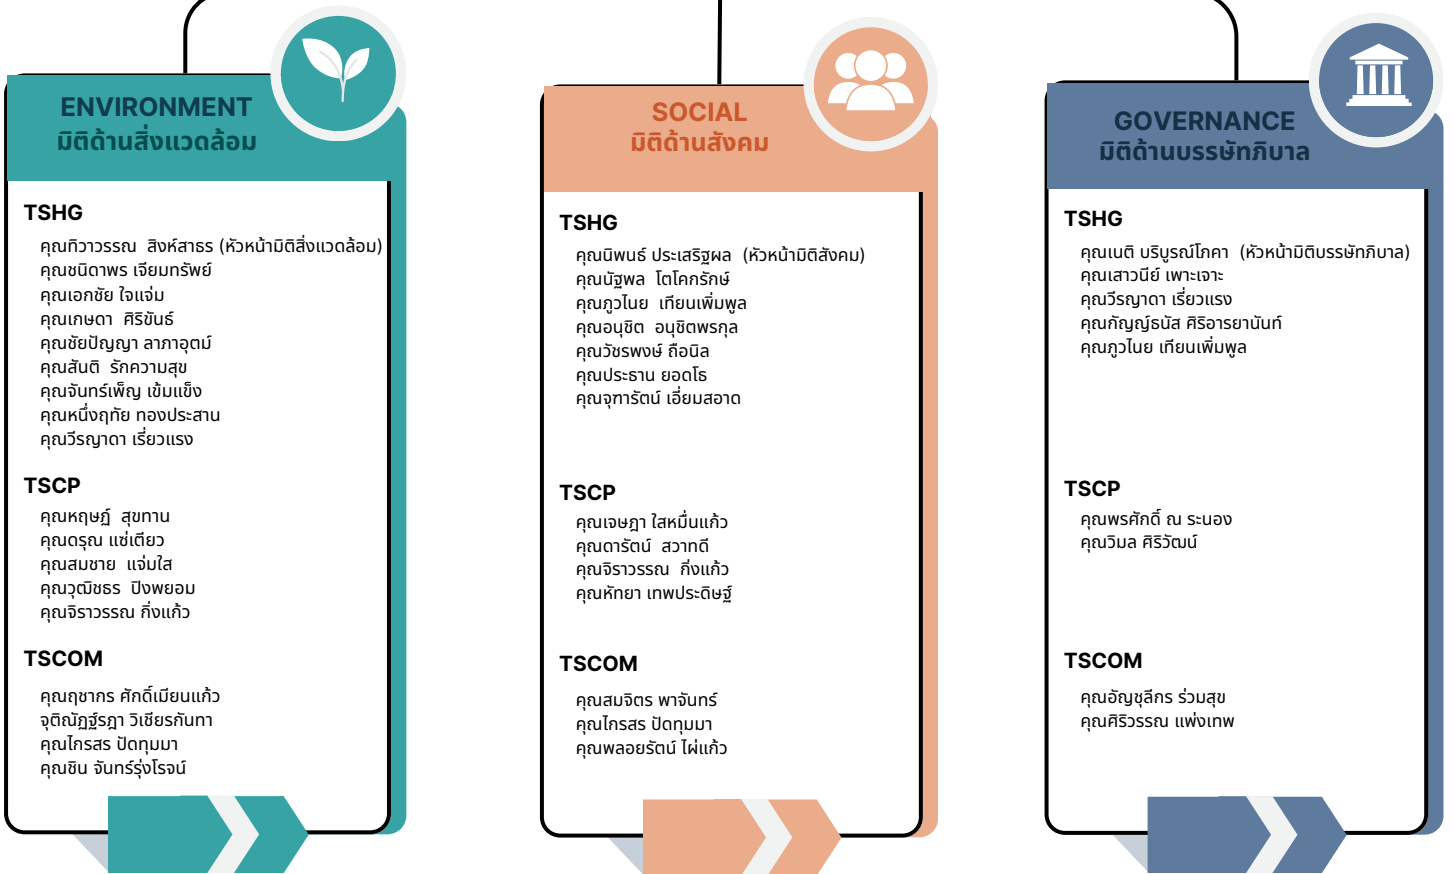 ENVIRONMENT
มิติด้านสิ่งแวดล้อม
TSHG
คุณทิวาวรรณ สิงห์สาธร (หัวหน้ามิติสิ่งแวดล้อม)
คุณชนิดาพร เจียมทรัพย์
คุณเอกชัย ใจแจ่ม
คุณเกษดา ศิริขันธ์
คุณชัยปัญญา ลาภาอุตม์
คุณสันติ รักความสุข
คุณจันทร์เพ็ญ เข้มแข็ง
คุณหนึ่งฤทัย ทองประสาน
คุณวีรญาดา เรี่ยวแรง
TSCP
คุณหฤษฎ์ สุขทาน
คุณดรุณ แซ่เตียว
คุณสมชาย แจ่มใส
คุณวุฒิชธร ปิงพยอม
คุณจิราวรรณ กิ่งแก้ว
TSCOM
คุณฤชากร ศักดิ์เมียนแก้ว
จุติณัฏฐ์รฎา วิเชียรกันทา
คุณไกรสร ปัดทุมมา
คุณชิน จันทร์รุ่งโรจน์
SOCIAL
มิติด้านสังคม
TSHG
คุณนิพนธ์ ประเสริฐผล (หัวหน้ามิติสังคม)
คุณนัฐพล โตโคกรักษ์
คุณภูวไนย เทียนเพิ่มพูล
คุณอนุชิต อนุชิตพรกุล
คุณวัชรพงษ์ ถือนิล
คุณประธาน ยอดโธ
คุณจุฑารัตน์ เอี่ยมสอาด
TSCP
คุณเจษฎา ใสหมื่นแก้ว
คุณดารัตน์ สวาทดี
คุณจิราวรรณ กิ่งแก้ว
คุณหัทยา เทพประดิษฐ์
TSCOM
คุณสมจิตร พาจันทร์
คุณไกรสร ปัดทุมมา
คุณพลอยรัตน์ ไผ่แก้ว
GOVERNANCE
มิติด้านบรรษัทภิบาล
TSHG
คุณเนติ บริบูรณ์โภคา (หัวหน้ามิติบรรษัทภิบาล)
คุณเสาวนีย์ เพาะเจาะ
คุณวีรญาดา เรี่ยวแรง
คุณกัญญ์ธนัส ศิริอารยานันท์
คุณภูวไนย เทียนเพิ่มพูล
TSCP
คุณพรศักดิ์ ณ ระนอง
คุณวิมล ศิริวัฒน์
TSCOM
คุณอัญชุลีกร ร่วมสุข
คุณศิริวรรณ แพ่งเทพ